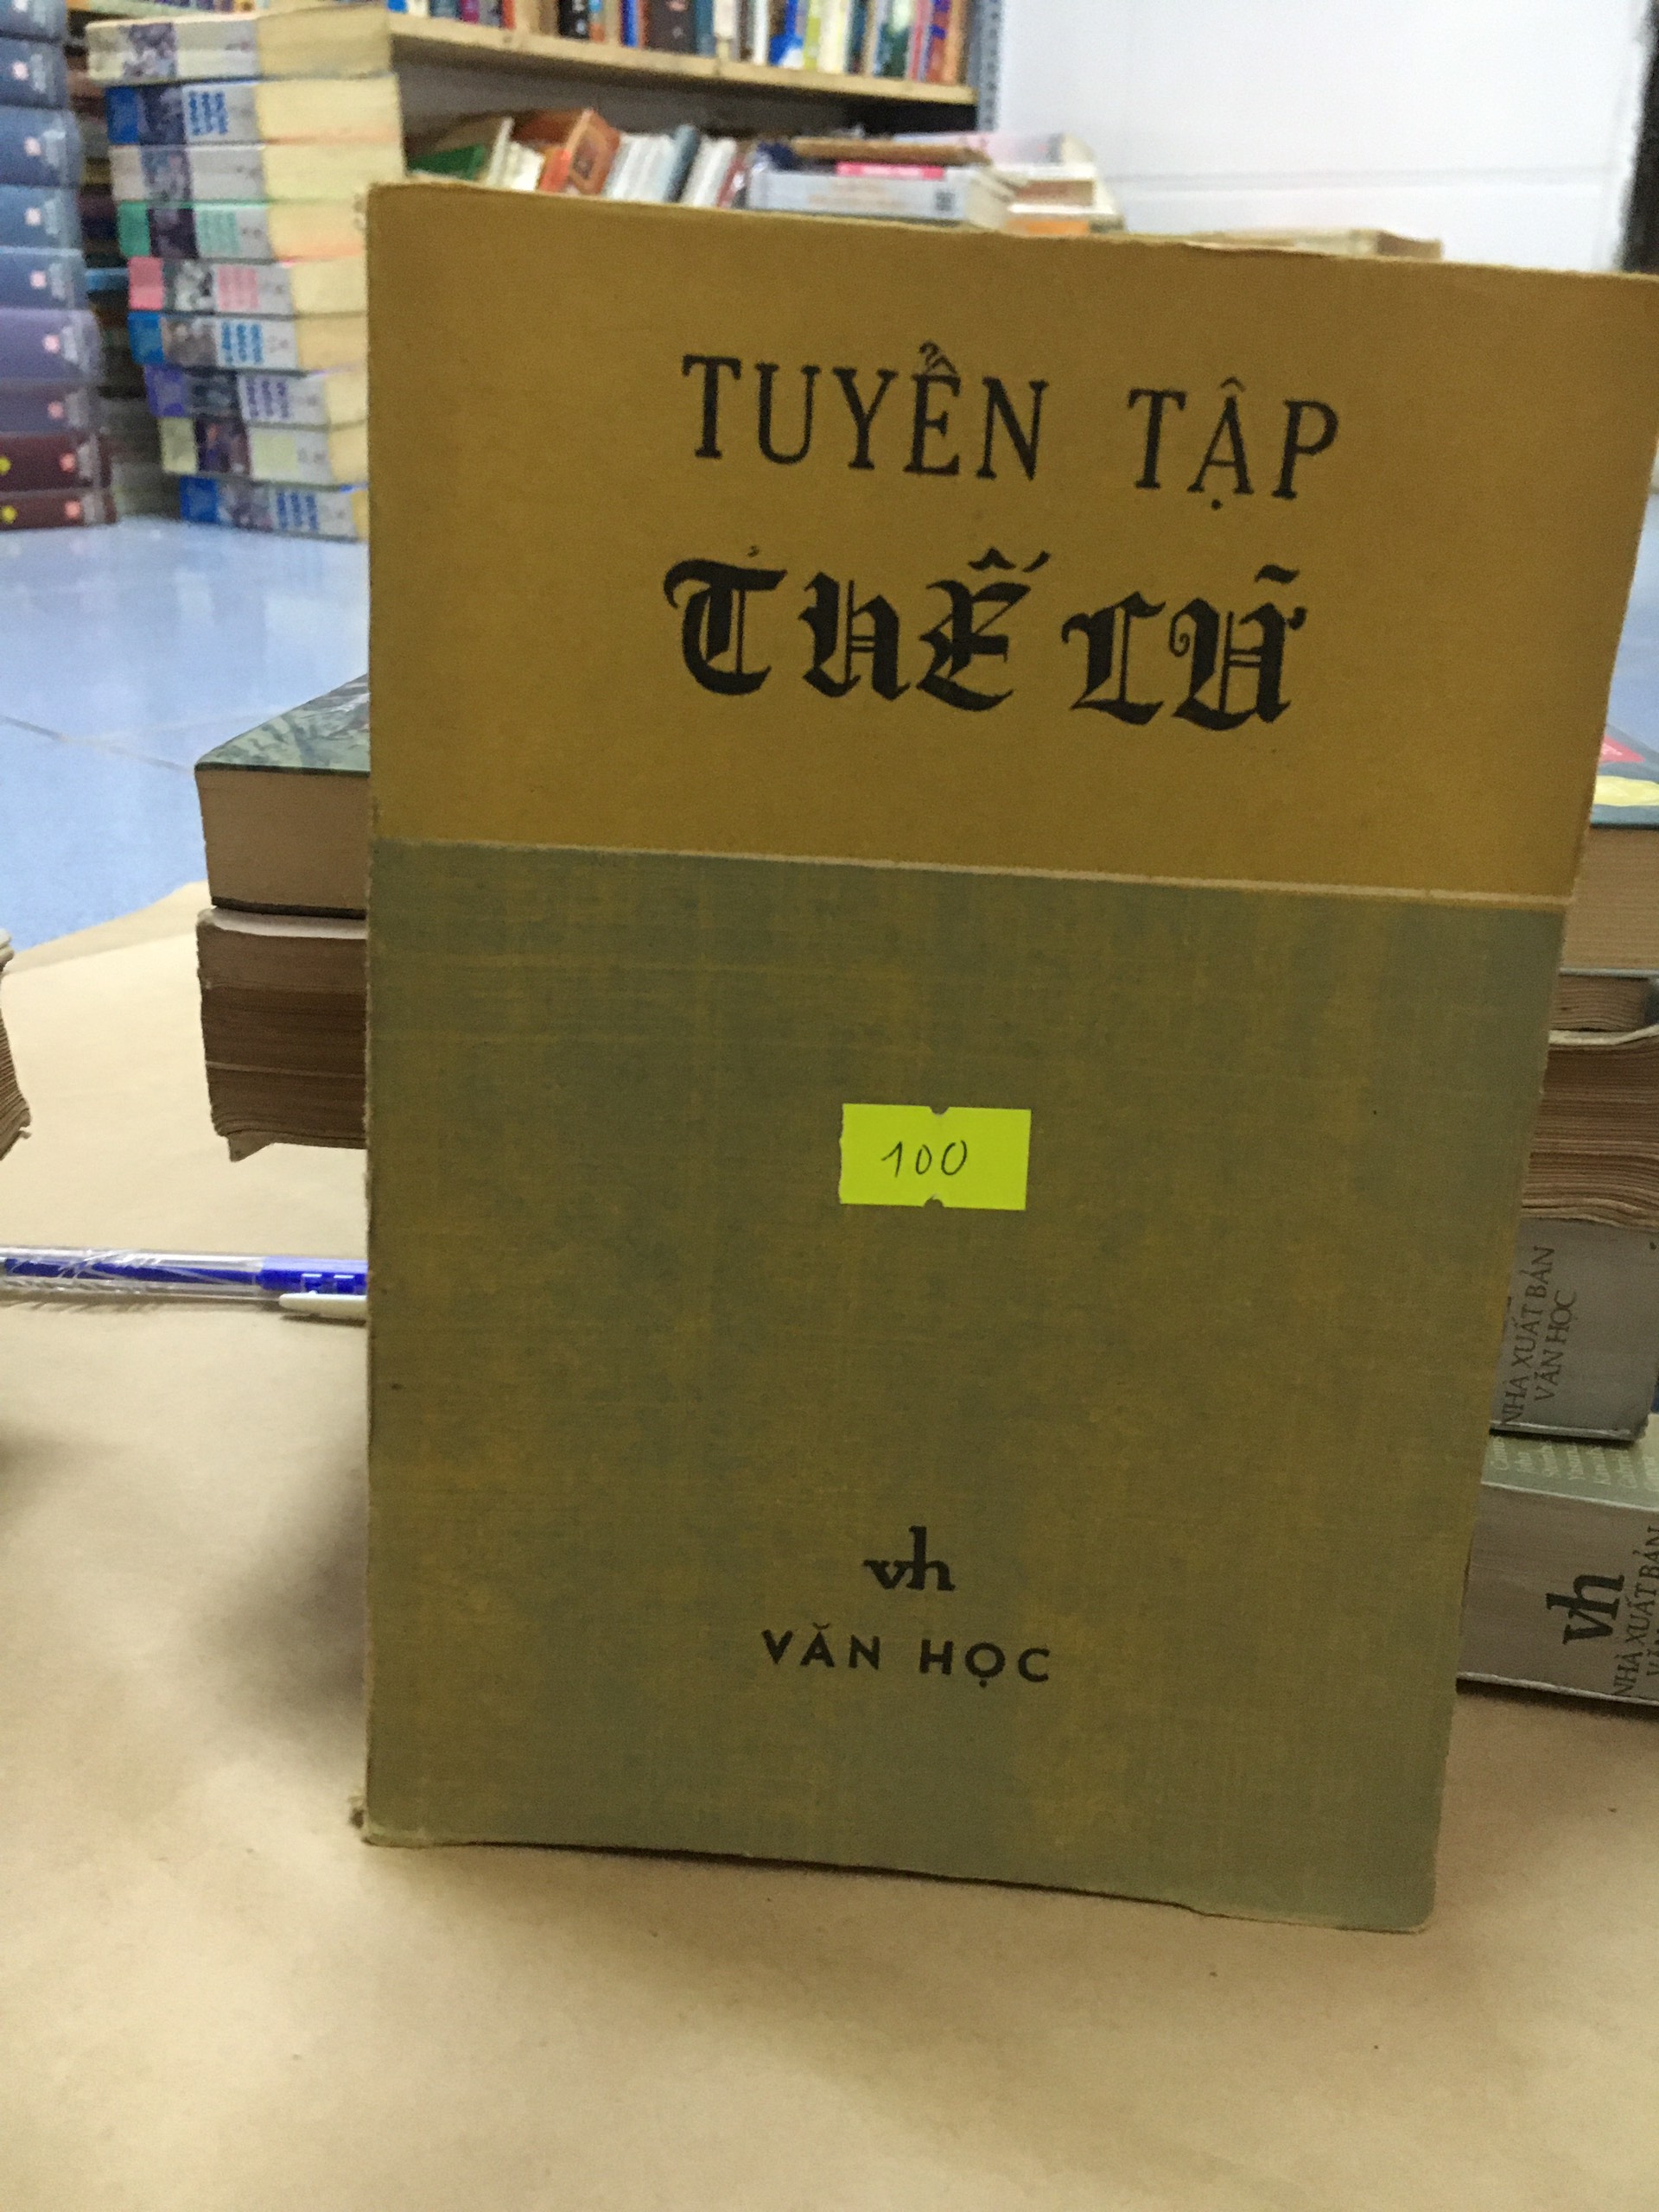 TUYỂN TẬP
THẾ LỮ
100
vh
VĂN HỌC
NHÀ XUẤT BẢN
VĂN HỌC
vh
NHÀ XUẤT BẢN